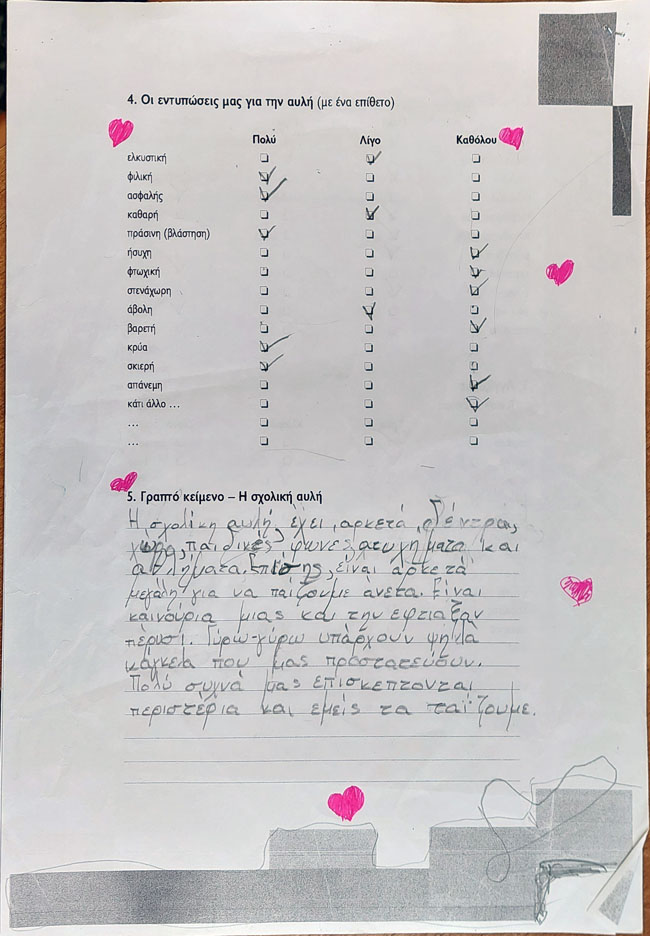 4. Οι εντυπώσεις μας για την αυλή (με ένα επίθετο)
Πολύ Λίγο Καθόλου
ελκυστική
φιλική
ασφαλής
καθαρή
πράσινη (βλάστηση)
ήσυχη
φτωχική
στενάχωρη
άβολη
βαρετή
κρύα
σκιερή
απάνεμη
κάτι άλλο ...
...
...
5. Γραπτό κείμενο – Η σχολική αυλή
Η σχολίκη αυλή, έχει, αρκετά, δέντρα,
χώρο, παιδικές φωνές ατυχήματα και
αθλήματα. Επίσης, είναι αρκετά
μεγάλη για να παίζουμε άνετα. Είναι
καινούρια μιας και την έφτιαξαν
πέρυσι. Γύρω-γύρω υπάρχουν ψηλά
κάγκελα που μας προστατεύουν.
Πολύ συχνά μας επισκέπτονται
περιστέρια και εμείς τα ταΐζουμε.